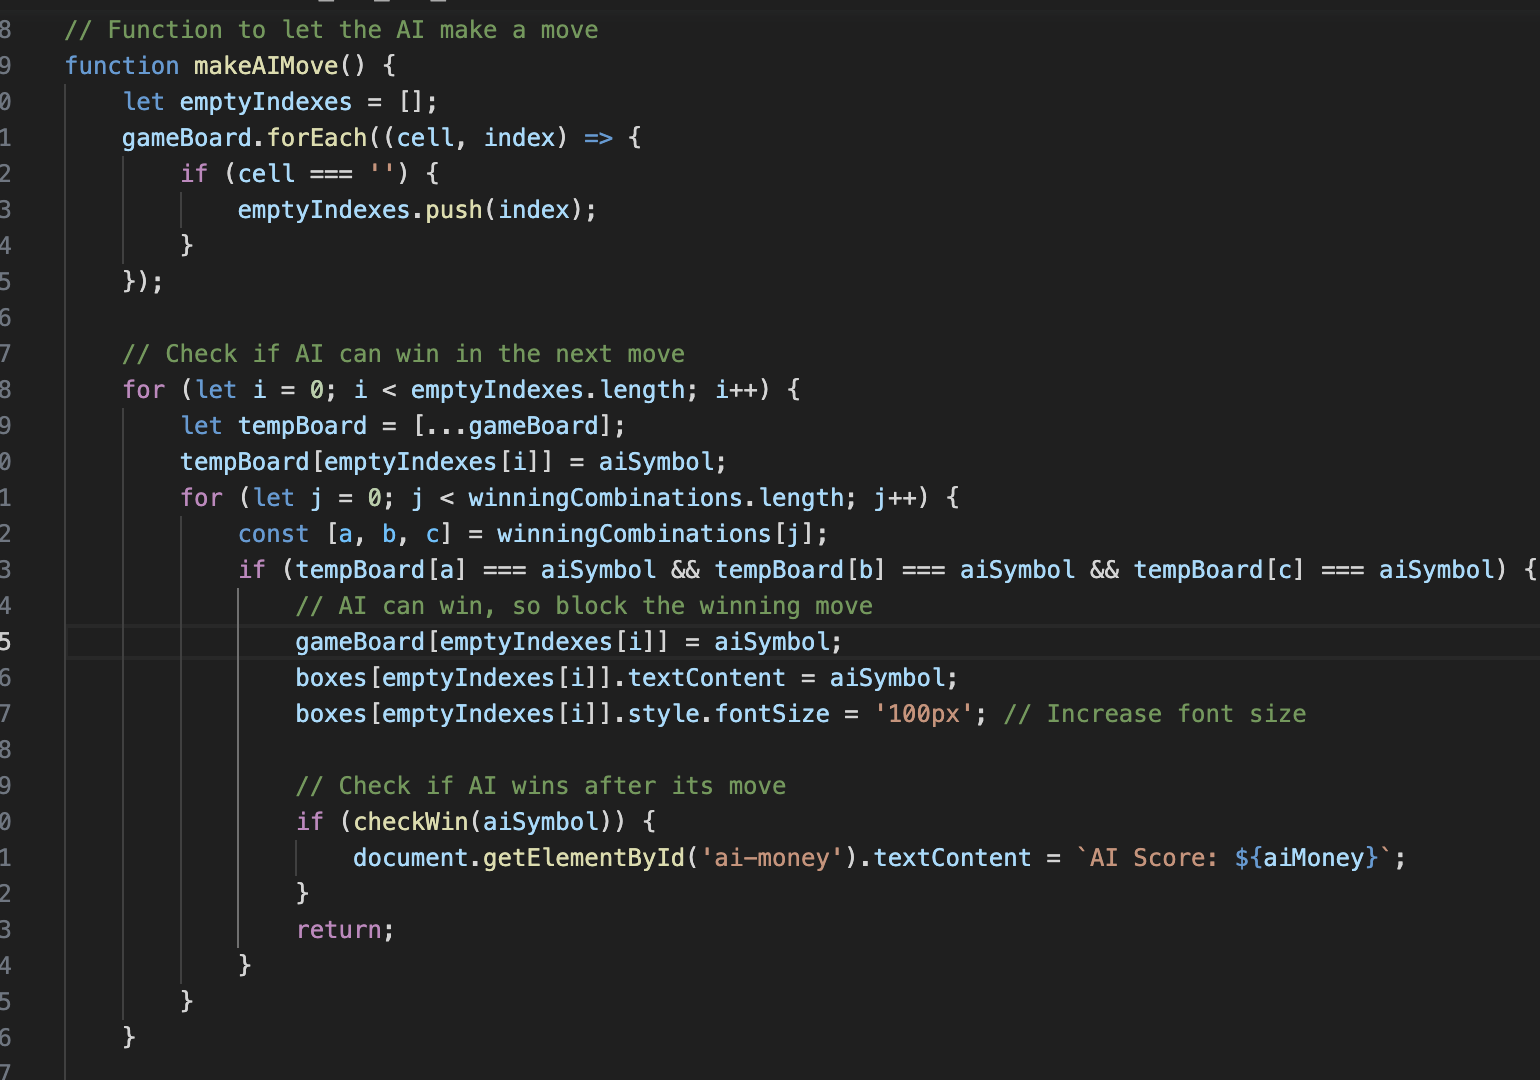 8 // Function to let the AI make a move
9 function makeAIMove() {
0 let emptyIndexes = [];
1 gameBoard.forEach((cell, index) => {
2 if (cell === '') {
3 emptyIndexes.push(index);
4 }
5 });
6
7 // Check if AI can win in the next move
8 for (let i = 0; i < emptyIndexes.length; i++) {
9 let tempBoard = [...gameBoard];
0 tempBoard[emptyIndexes[i]] = aiSymbol;
1 for (let j = 0; j < winningCombinations.length; j++) {
2 const [a, b, c] = winningCombinations[j];
3 if (tempBoard[a] === aiSymbol && tempBoard[b] === aiSymbol && tempBoard[c] === aiSymbol) {
4 // AI can win, so block the winning move
5 gameBoard[emptyIndexes[i]] = aiSymbol;
6 boxes[emptyIndexes[i]].textContent = aiSymbol;
7 boxes[emptyIndexes[i]].style.fontSize = '100px'; // Increase font size
8
9 // Check if AI wins after its move
0 if (checkWin(aiSymbol)) {
1 document.getElementById('ai-money').textContent = `AI Score: ${aiMoney}`;
2 }
3 return;
4 }
5 }
6 }
7